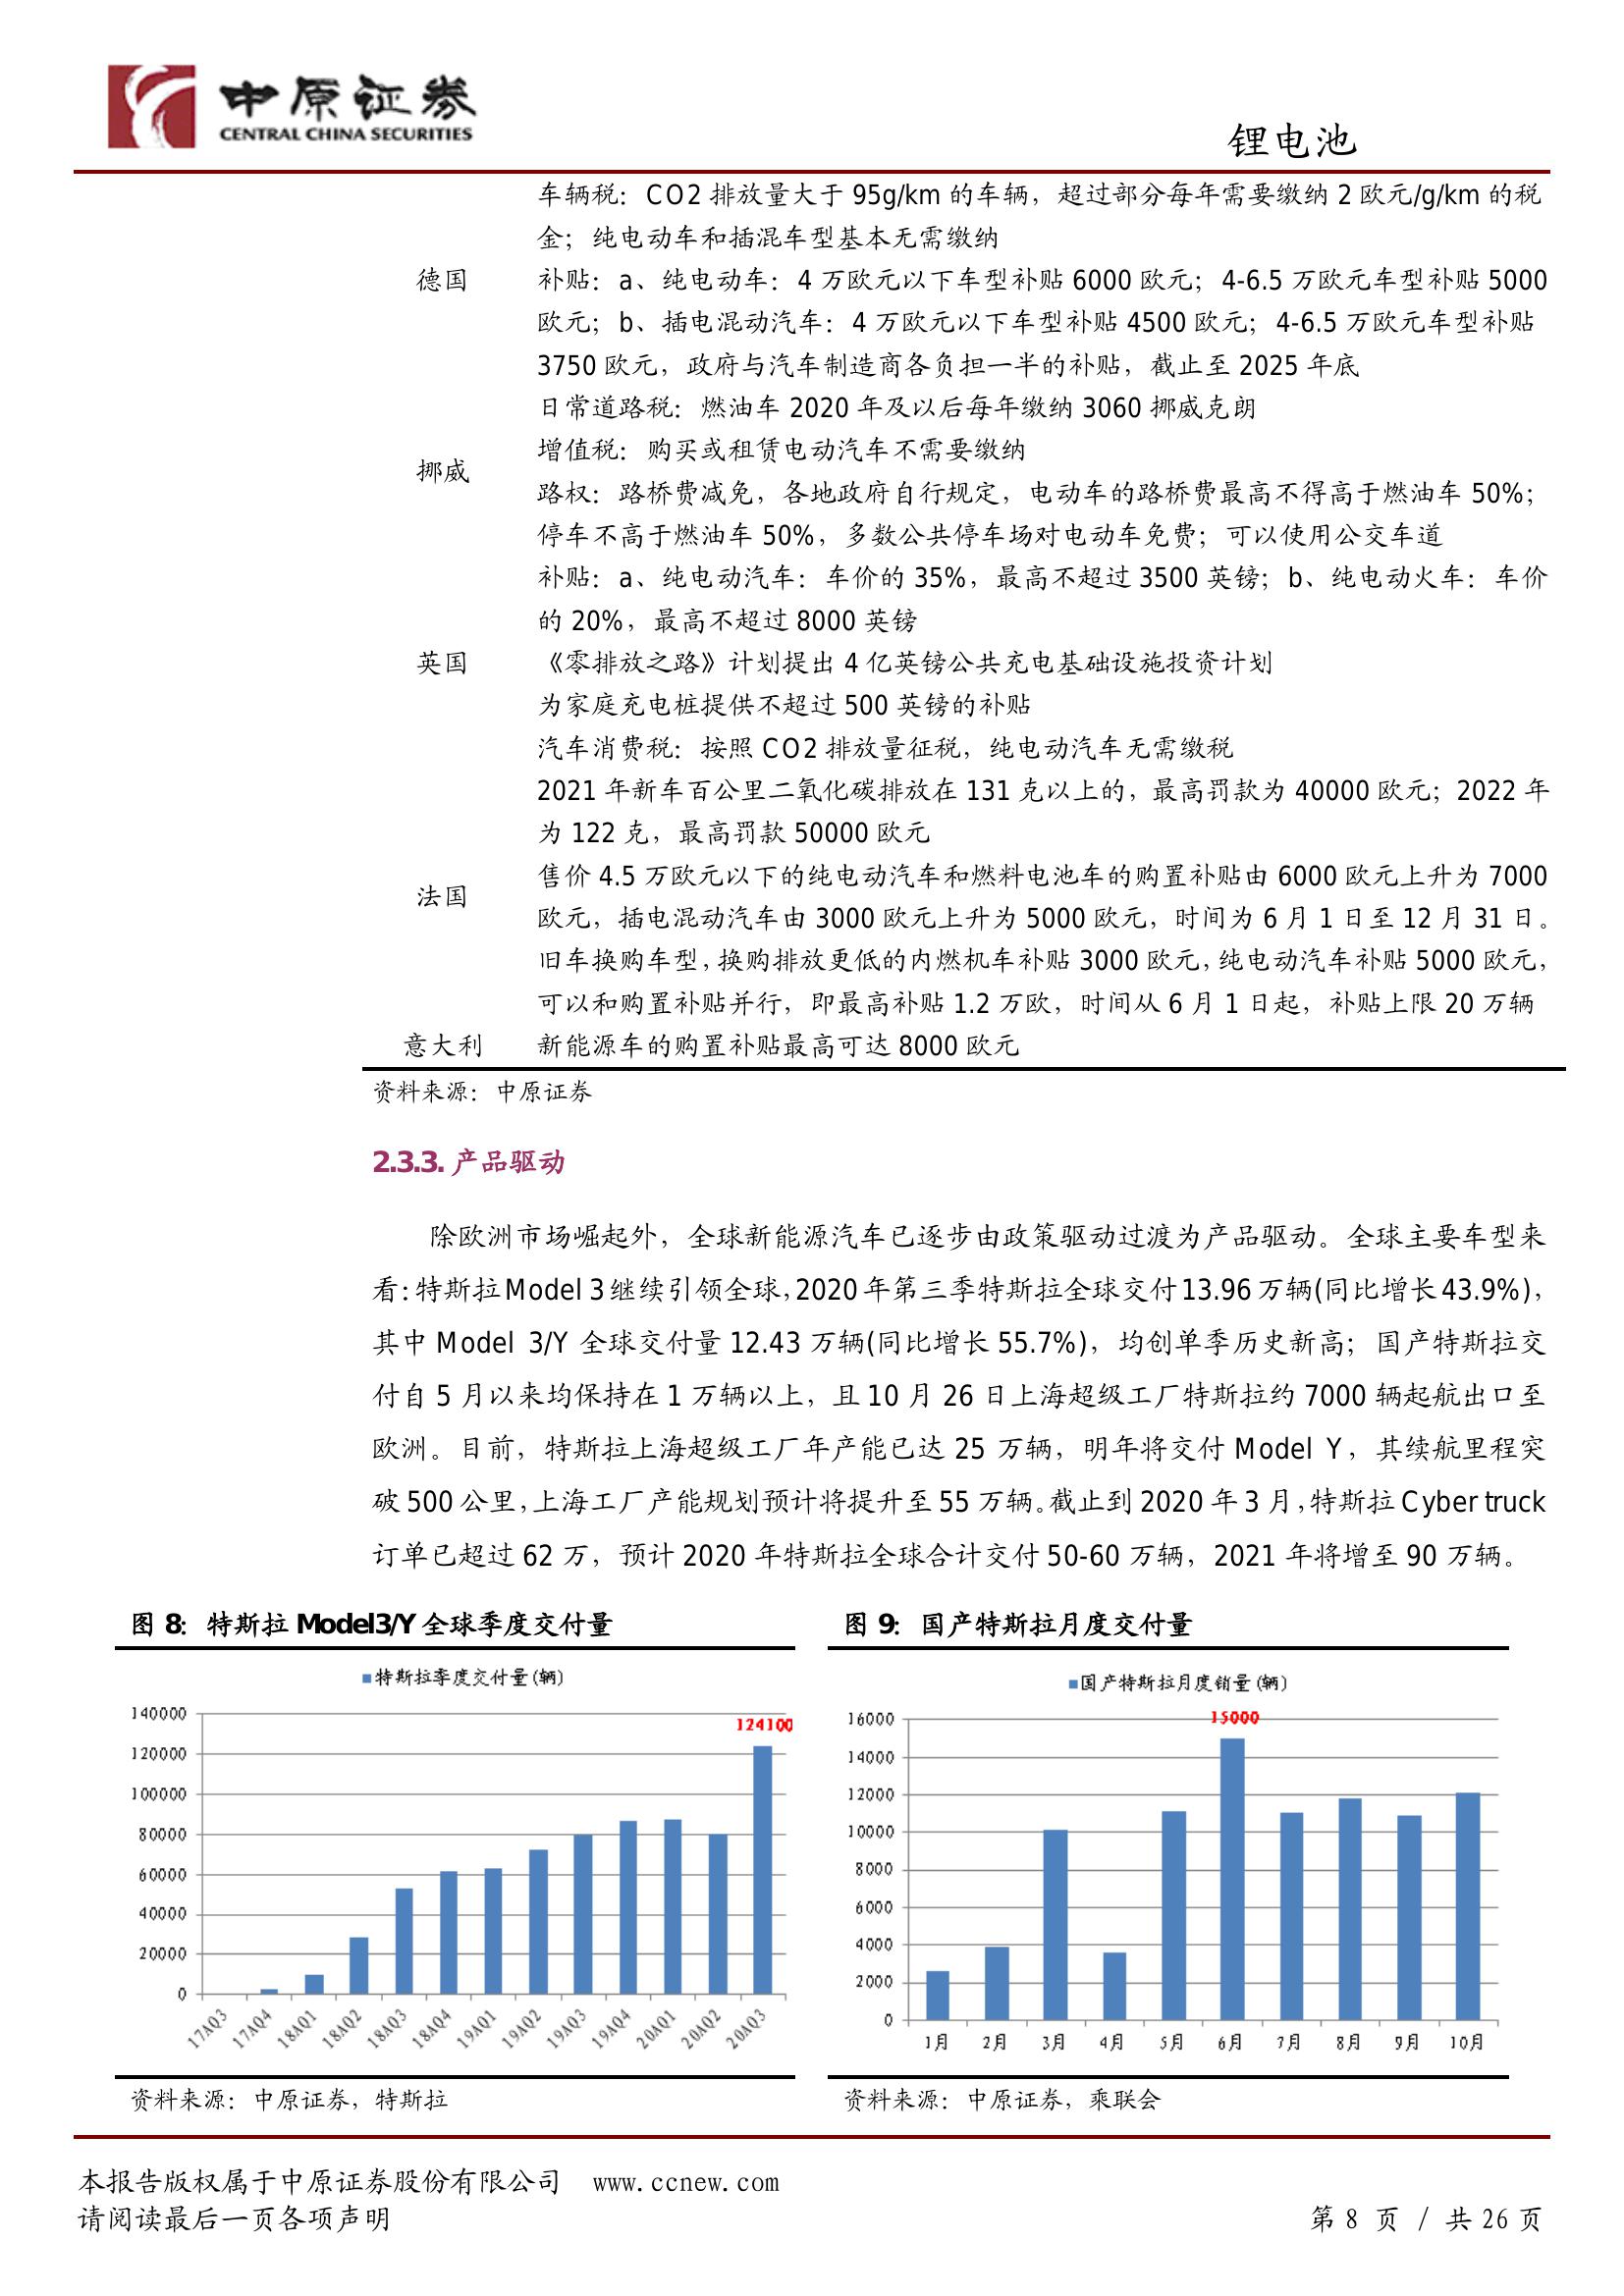 中原证券
CENTRAL CHINA SECURITIES
锂电池
车辆税：CO2 排放量大于 95g/km 的车辆，超过部分每年需要缴纳 2 欧元/g/km 的税
金；纯电动车和插混车型基本无需缴纳
德国
补贴：a、纯电动车：4 万欧元以下车型补贴 6000 欧元；4-6.5 万欧元车型补贴 5000
欧元；b、插电混动汽车：4 万欧元以下车型补贴 4500 欧元；4-6.5 万欧元车型补贴
3750 欧元，政府与汽车制造商各负担一半的补贴，截止至 2025 年底
日常道路税：燃油车 2020 年及以后每年缴纳 3060 挪威克朗
挪威
增值税：购买或租赁电动汽车不需要缴纳
路权：路桥费减免，各地政府自行规定，电动车的路桥费最高不得高于燃油车 50%；
停车不高于燃油车 50%，多数公共停车场对电动车免费；可以使用公交车道
补贴：a、纯电动汽车：车价的 35%，最高不超过 3500 英镑；b、纯电动火车：车价
的 20%，最高不超过 8000 英镑
英国
《零排放之路》计划提出 4 亿英镑公共充电基础设施投资计划
为家庭充电桩提供不超过 500 英镑的补贴
汽车消费税：按照 CO2 排放量征税，纯电动汽车无需缴税
2021 年新车百公里二氧化碳排放在 131 克以上的，最高罚款为 40000 欧元；2022 年
为 122 克，最高罚款 50000 欧元
法国
售价 4.5 万欧元以下的纯电动汽车和燃料电池车的购置补贴由 6000 欧元上升为 7000
欧元，插电混动汽车由 3000 欧元上升为 5000 欧元，时间为 6 月 1 日至 12 月 31 日。
旧车换购车型，换购排放更低的内燃机车补贴 3000 欧元，纯电动汽车补贴 5000 欧元，
可以和购置补贴并行，即最高补贴 1.2 万欧，时间从 6 月 1 日起，补贴上限 20 万辆
意大利
新能源车的购置补贴最高可达 8000 欧元
资料来源：中原证券
2.3.3. 产品驱动
除欧洲市场崛起外，全球新能源汽车已逐步由政策驱动过渡为产品驱动。全球主要车型来
看：特斯拉 Model 3 继续引领全球，2020 年第三季特斯拉全球交付 13.96 万辆(同比增长 43.9%)，
其中 Model 3/Y 全球交付量 12.43 万辆(同比增长 55.7%)，均创单季历史新高；国产特斯拉交
付自 5 月以来均保持在 1 万辆以上，且 10 月 26 日上海超级工厂特斯拉约 7000 辆起航出口至
欧洲。目前，特斯拉上海超级工厂年产能已达 25 万辆，明年将交付 Model Y，其续航里程突
破 500 公里，上海工厂产能规划预计将提升至 55 万辆。截止到 2020 年 3 月，特斯拉 Cyber truck
订单已超过 62 万，预计 2020 年特斯拉全球合计交付 50-60 万辆，2021 年将增至 90 万辆。
图 8：特斯拉 Model3/Y 全球季度交付量
特斯拉季度交付量(辆)
140000
120000
100000
80000
60000
40000
20000
0
124100
17AQ3
17AQ4
18AQ1
18AQ2
18AQ3
18AQ4
19AQ1
19AQ2
19AQ3
19AQ4
20AQ1
20AQ2
20AQ3
资料来源：中原证券，特斯拉
图 9：国产特斯拉月度交付量
国产特斯拉月度销量(辆)
16000
14000
12000
10000
8000
6000
4000
2000
0
15000
1月
2月
3月
4月
5月
6月
7月
8月
9月
10月
资料来源：中原证券，乘联会
本报告版权属于中原证券股份有限公司 www.ccnew.com
请阅读最后一页各项声明
第 8 页 / 共 26 页